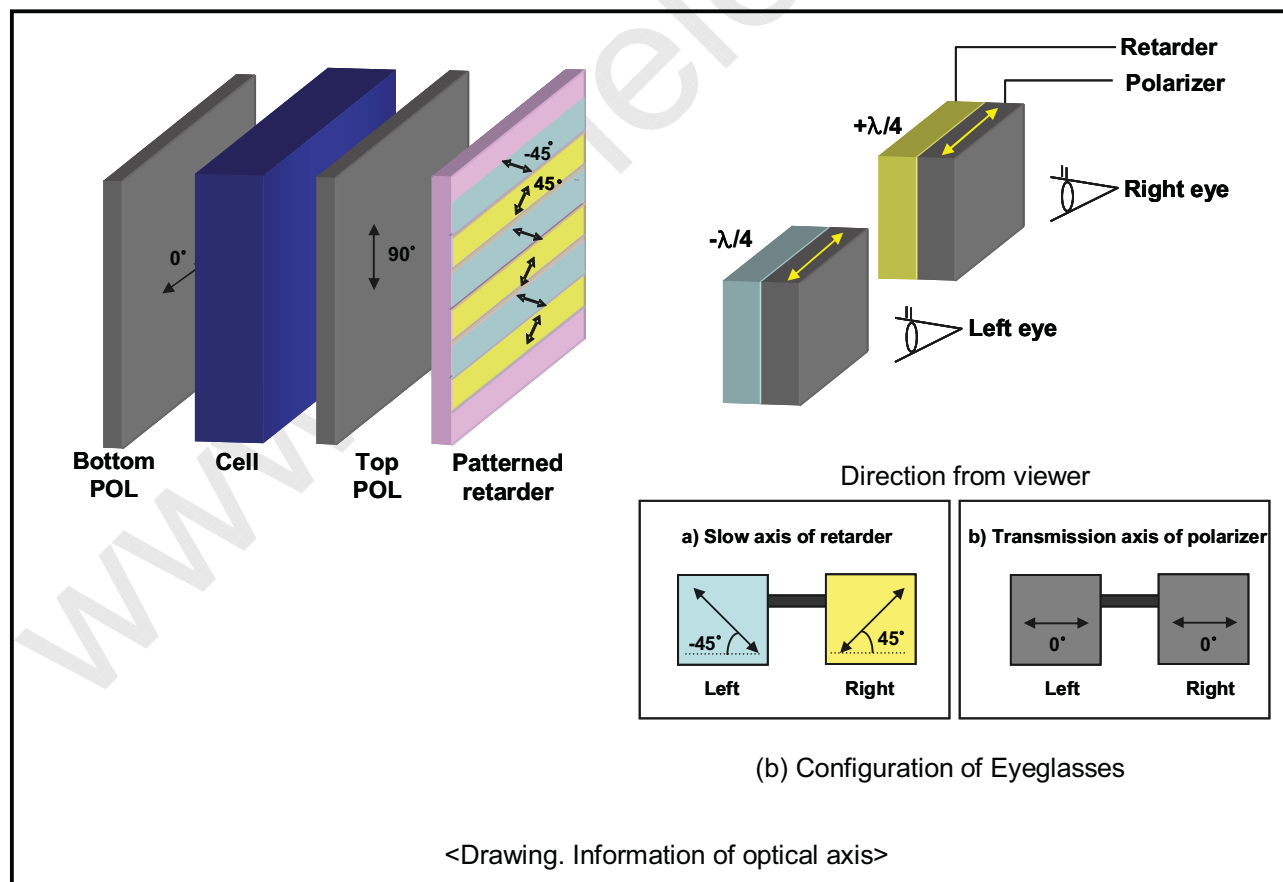 Retarder
Polarizer
+λ/4
Right eye
-λ/4
Left eye
-45°
45°
0°
90°
Bottom
POL
Cell
Top
POL
Patterned
retarder
Direction from viewer
a) Slow axis of retarder
-45°
45°
Left
Right
b) Transmission axis of polarizer
0°
0°
Left
Right
(b) Configuration of Eyeglasses
<Drawing. Information of optical axis>
www